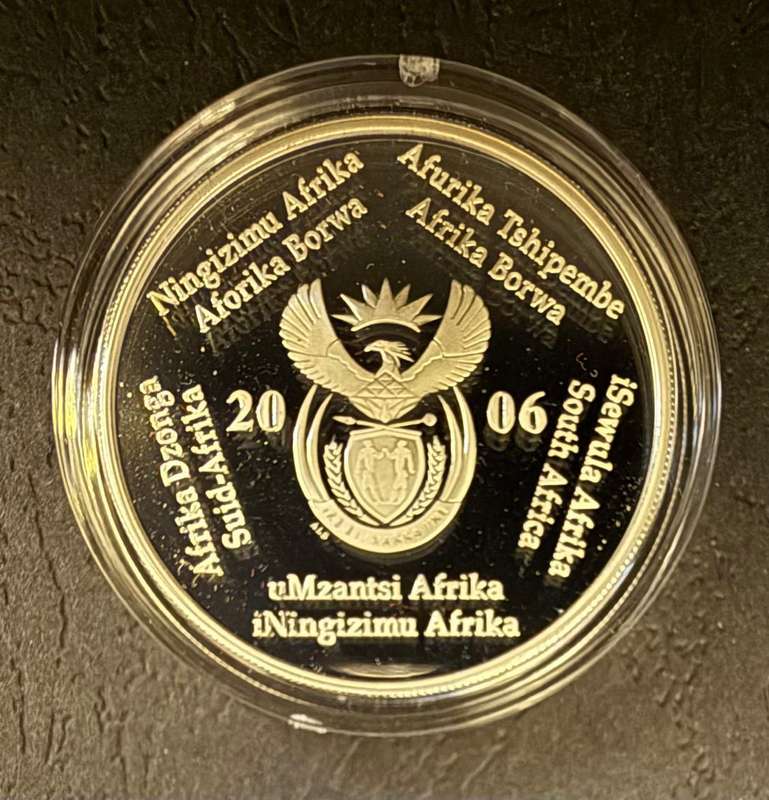 Ningizimu Afrika
Aforika Borwa
Afurika Tshipembe
Afrika Borwa
20 06
iSewula Afrika
South Africa
Afrika Dzonga
Suid-Afrika
uMzantsi Afrika
iNingizimu Afrika